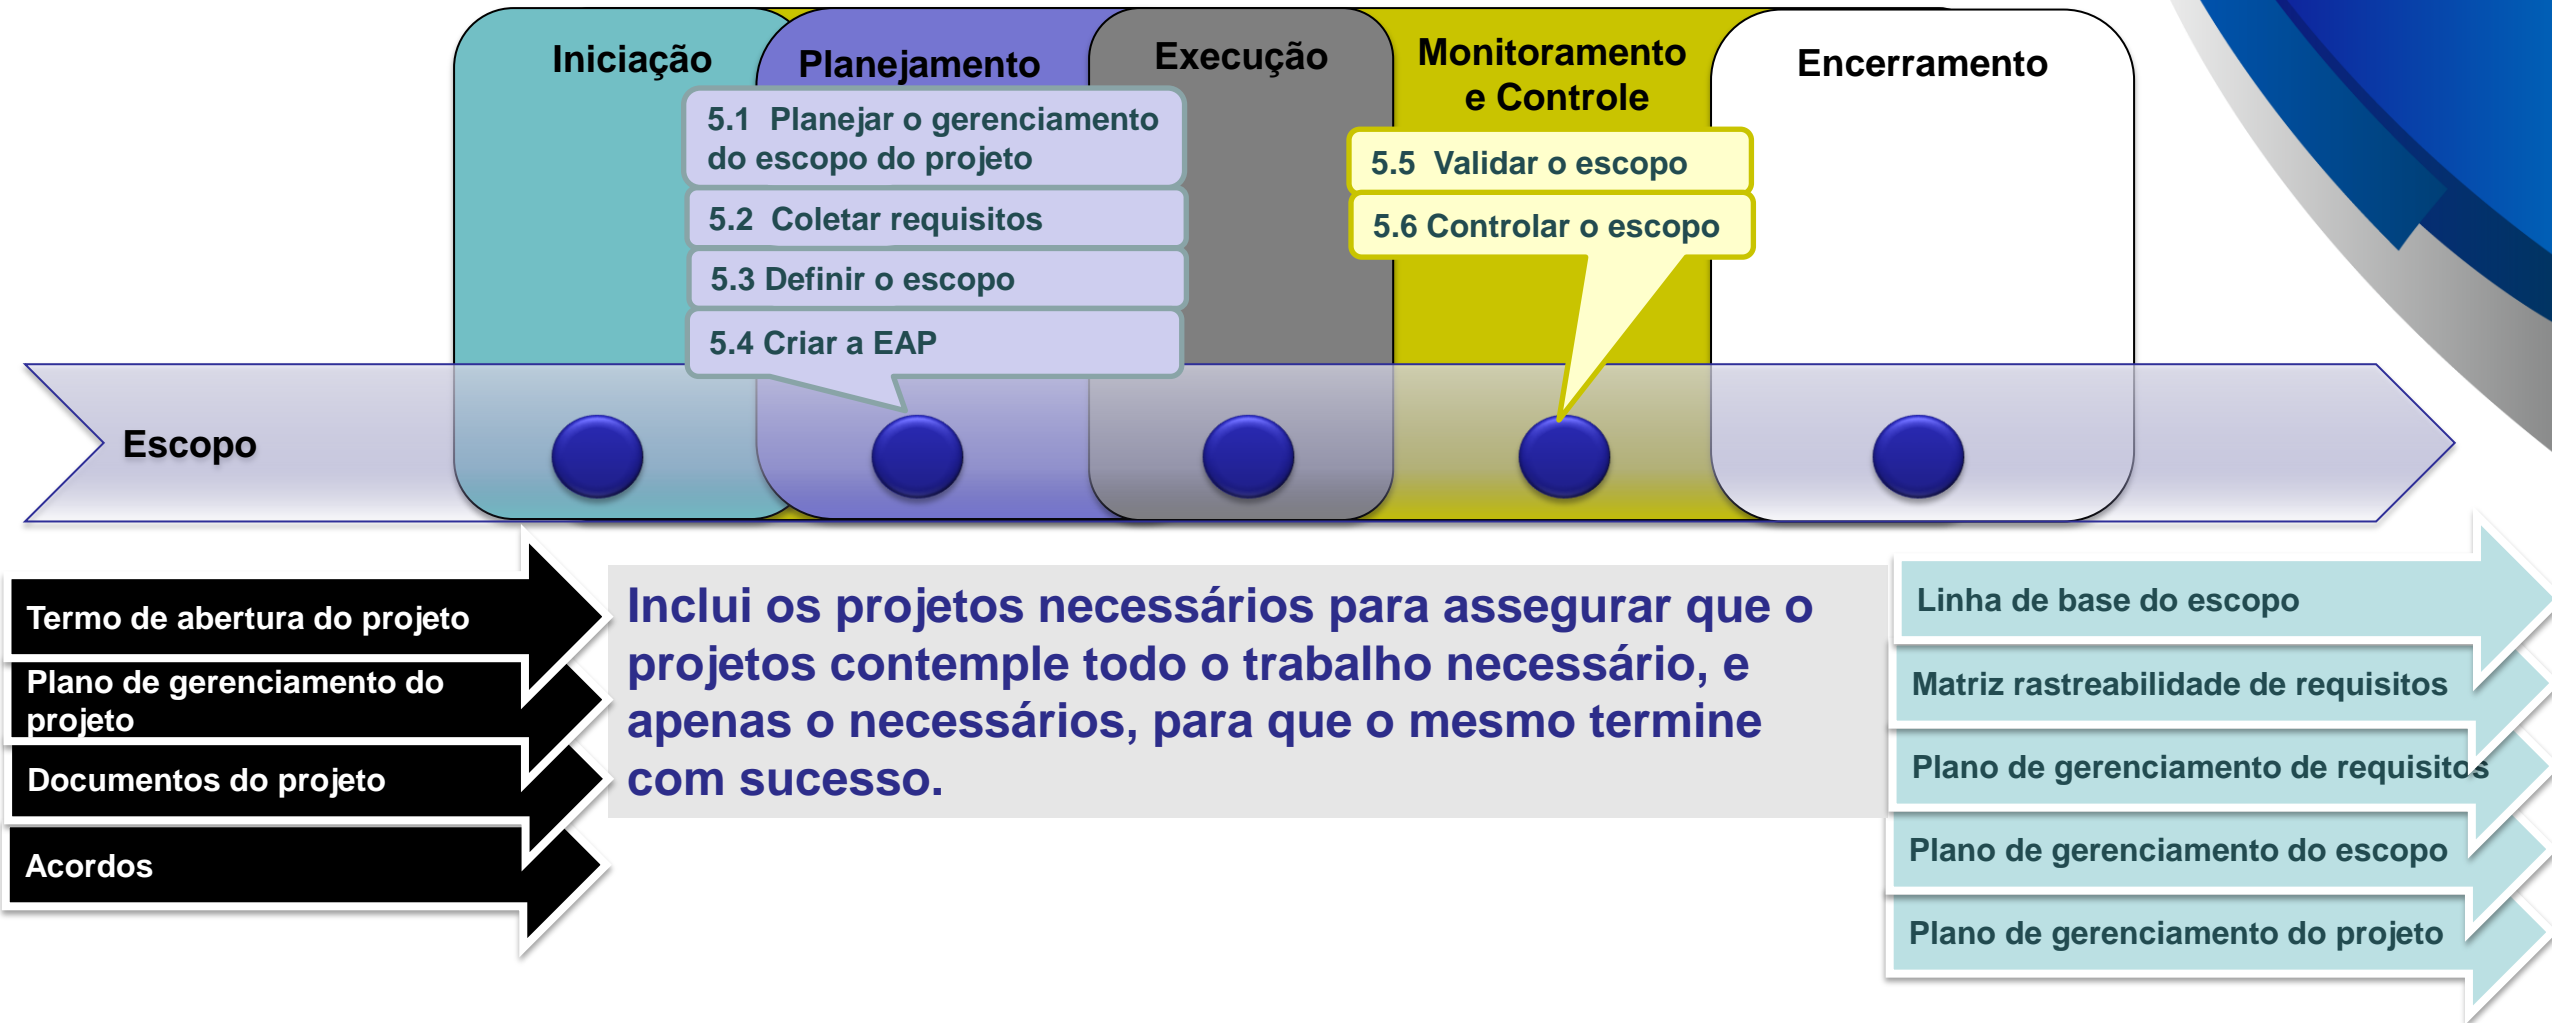 Iniciação
Planejamento
Execução
Monitoramento
e Controle
Encerramento
5.1  Planejar o gerenciamento
do escopo do projeto
5.2  Coletar requisitos
5.3 Definir o escopo
5.4 Criar a EAP
5.5  Validar o escopo
5.6 Controlar o escopo
Escopo
Termo de abertura do projeto
Plano de gerenciamento do
projeto
Documentos do projeto
Acordos
Inclui os projetos necessários para assegurar que o
projetos contemple todo o trabalho necessário, e
apenas o necessários, para que o mesmo termine
com sucesso.
Linha de base do escopo
Matriz rastreabilidade de requisitos
Plano de gerenciamento de requisitos
Plano de gerenciamento do escopo
Plano de gerenciamento do projeto